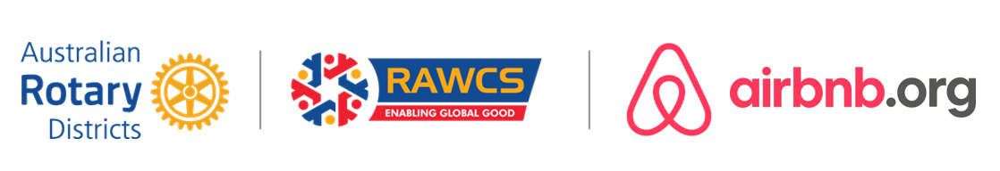 Australian
Rotary
Districts
RAWCS
ENABLING GLOBAL GOOD
airbnb.org